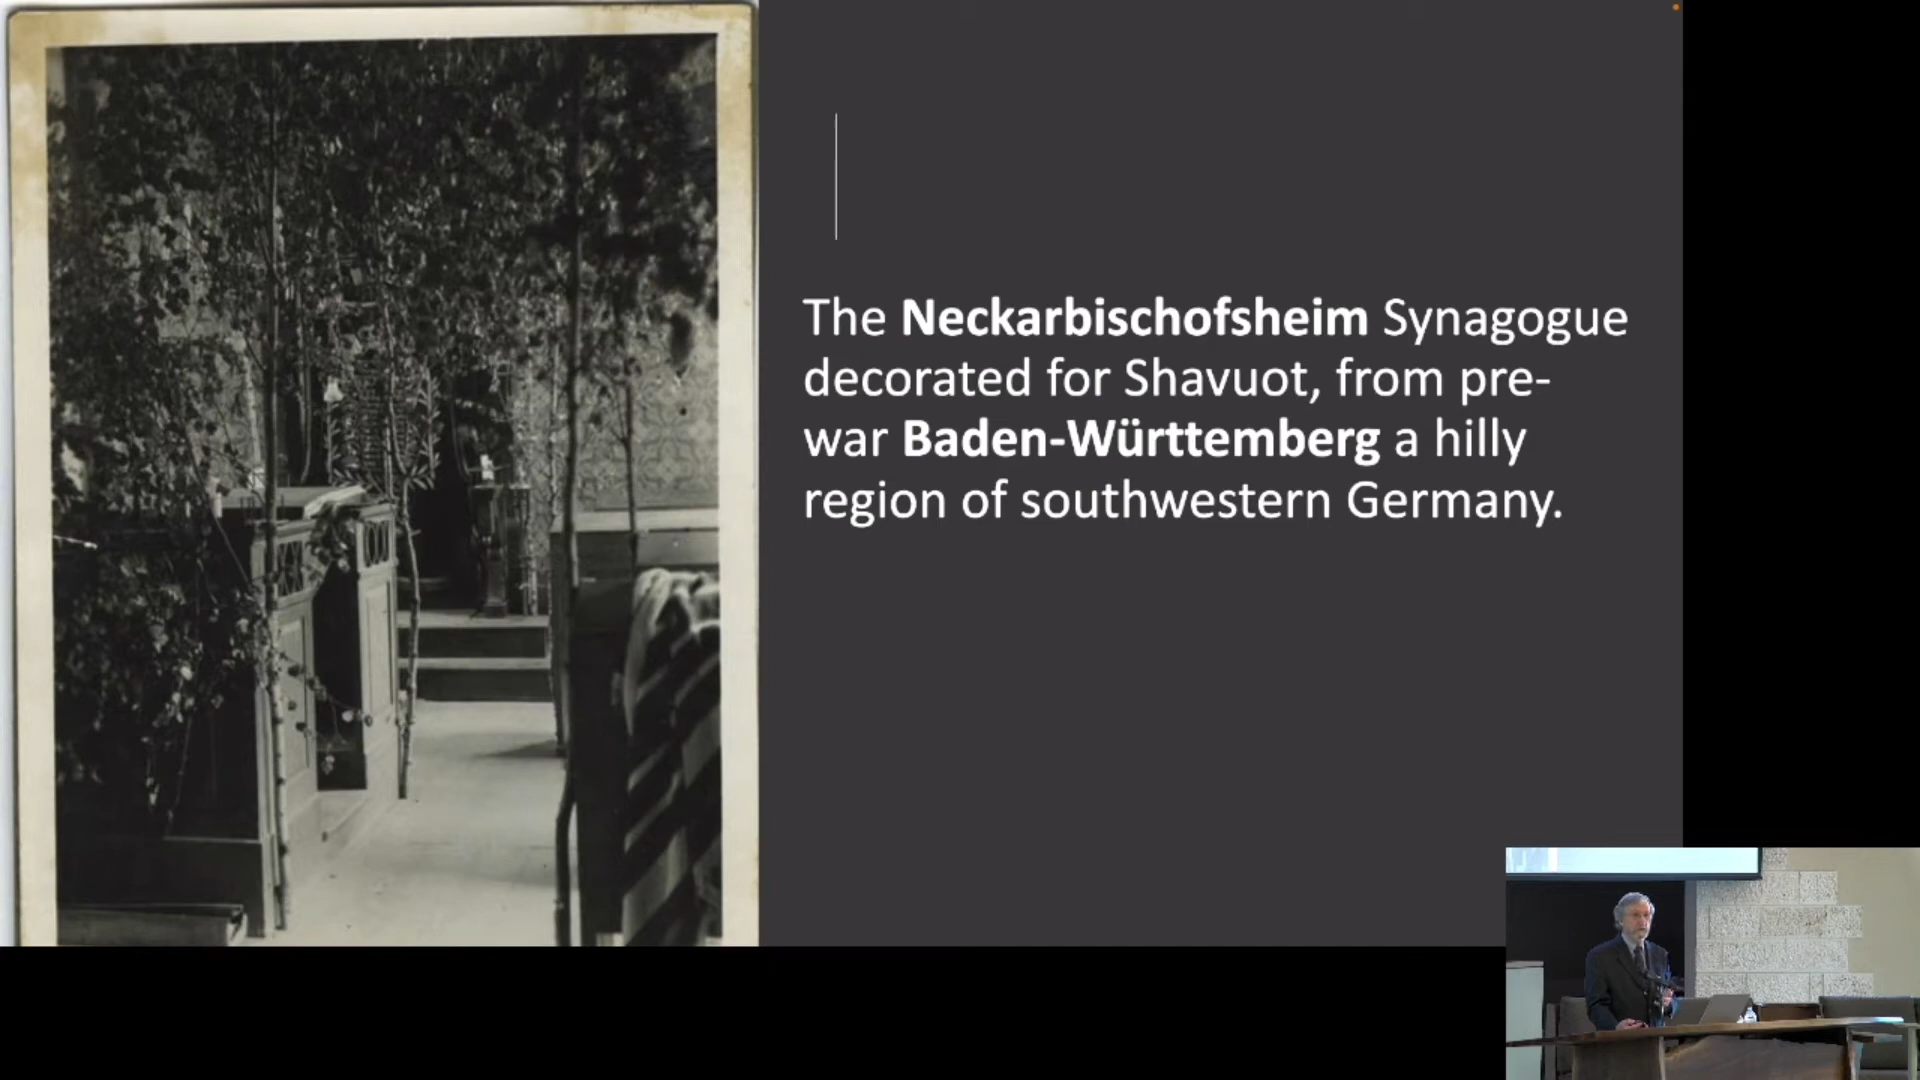 The Neckarbischofsheim Synagogue
decorated for Shavuot, from pre-
war Baden-Württemberg a hilly
region of southwestern Germany.